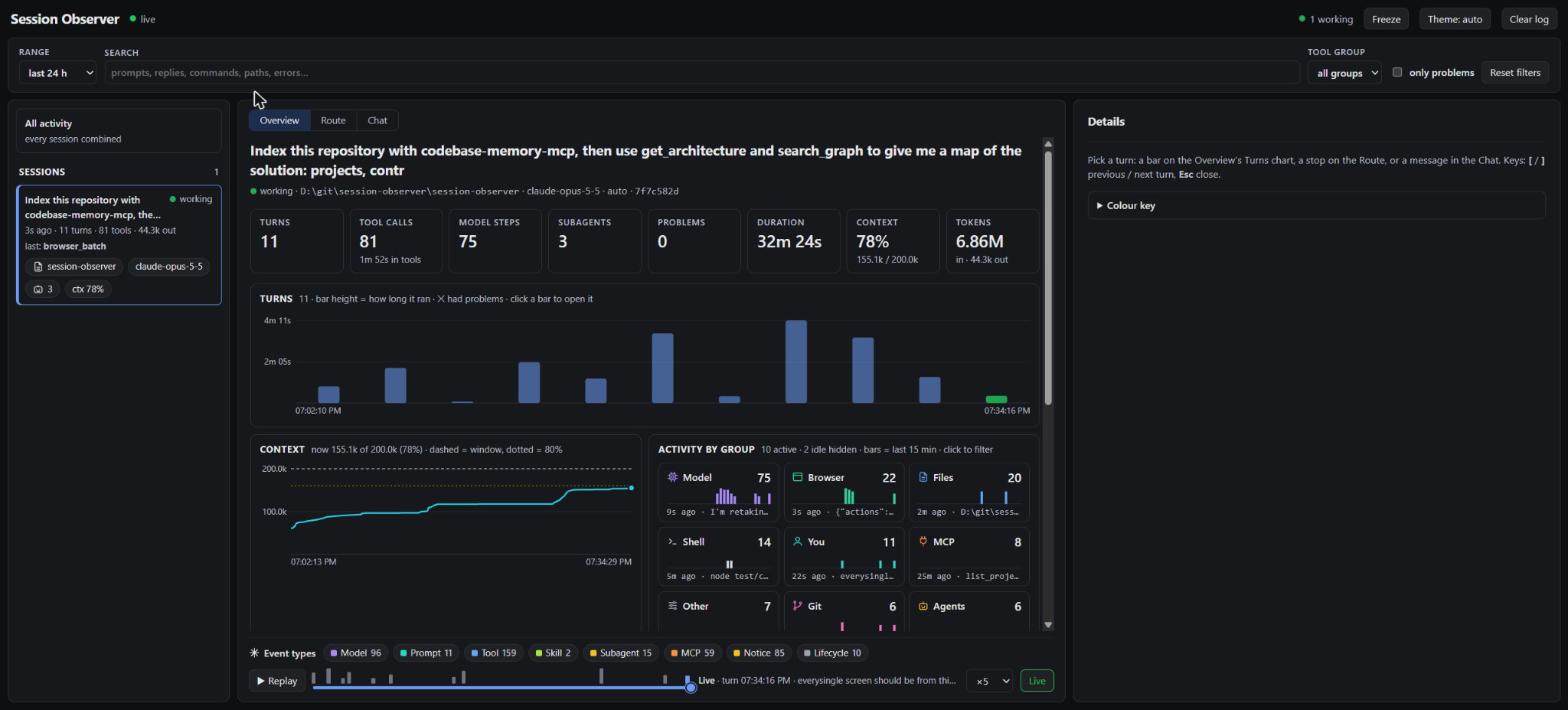 Session Observer live
1 working Freeze Theme: auto Clear log
RANGE SEARCH TOOL GROUP
last 24 h prompts, replies, commands, paths, errors... all groups only problems Reset filters
All activity
every session combined
SESSIONS 1
Index this repository with working
codebase-memory-mcp, the...
3s ago · 11 turns · 81 tools · 44.3k out
last: browser_batch
session-observer claude-opus-5-5
3 ctx 78%
Overview Route Chat
Index this repository with codebase-memory-mcp, then use get_architecture and search_graph to give me a map of the
solution: projects, contr
working · D:\git\session-observer\session-observer · claude-opus-5-5 · auto · 7f7c582d
TURNS TOOL CALLS MODEL STEPS SUBAGENTS PROBLEMS DURATION CONTEXT TOKENS
11 81 75 3 0 32m 24s 78% 6.86M
1m 52s in tools 155.1k / 200.0k in · 44.3k out
TURNS 11 · bar height = how long it ran · X had problems · click a bar to open it
4m 11s
2m 05s
07:02:10 PM 07:34:16 PM
CONTEXT now 155.1k of 200.0k (78%) · dashed = window, dotted = 80%
200.0k
100.0k
07:02:13 PM 07:34:29 PM
ACTIVITY BY GROUP 10 active · 2 idle hidden · bars = last 15 min · click to filter
Model 75 Browser 22 Files 20
9s ago · I'm retakin… 3s ago · {"actions":… 2m ago · D:\git\sess…
Shell 14 You 11 MCP 8
5m ago · node test/c… 22s ago · everysingl… 25m ago · list_proje…
Other 7 Git 6 Agents 6
Event types Model 96 Prompt 11 Tool 159 Skill 2 Subagent 15 MCP 59 Notice 85 Lifecycle 10
Replay Live · turn 07:34:16 PM · everysingle screen should be from thi… ×5 Live
Details
Pick a turn: a bar on the Overview's Turns chart, a stop on the Route, or a message in the Chat. Keys: [ / ]
previous / next turn, Esc close.
Colour key